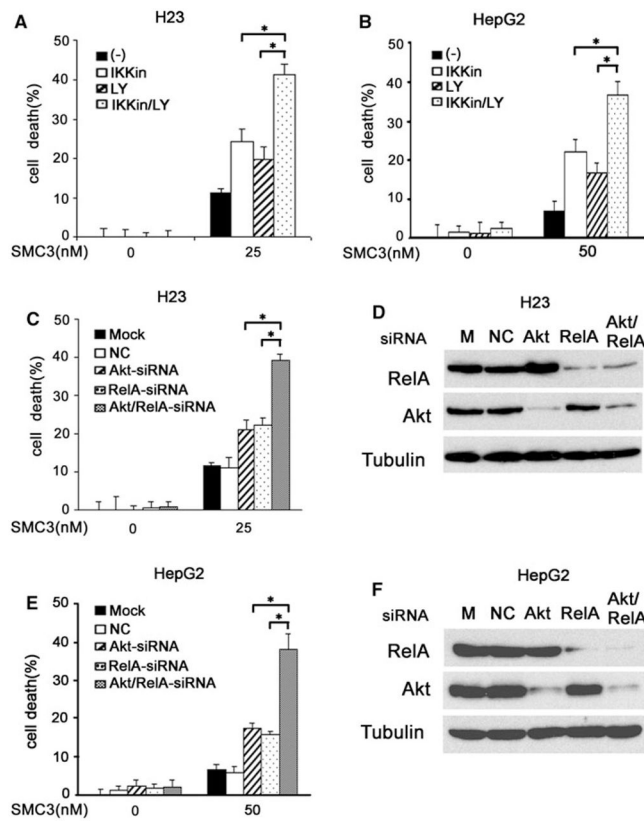 A
H23
cell death(%)
50
40
30
20
10
0
(-)
IKKin
LY
IKKin/LY
*
*
SMC3(nM)
0
25
B
HepG2
cell death(%)
50
40
30
20
10
0
(-)
IKKin
LY
IKKin/LY
*
*
0
50
C
H23
cell death(%)
50
40
30
20
10
0
Mock
NC
Akt-siRNA
RelA-siRNA
Akt/RelA-siRNA
*
*
SMC3(nM)
0
25
D
H23
siRNA M NC Akt RelA Akt/RelA
RelA
Akt
Tubulin
E
HepG2
cell death(%)
50
40
30
20
10
0
Mock
NC
Akt-siRNA
RelA-siRNA
Akt/RelA-siRNA
*
*
SMC3(nM)
0
50
F
HepG2
siRNA M NC Akt RelA Akt/RelA
RelA
Akt
Tubulin